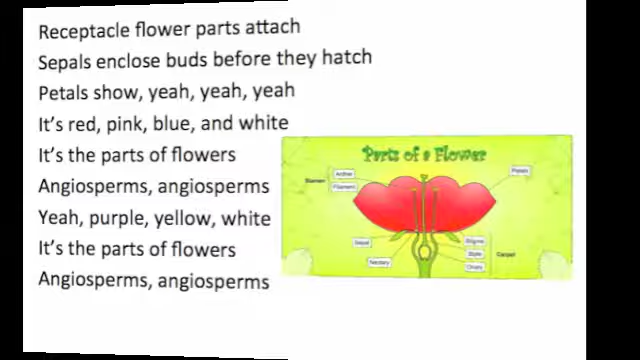 Receptacle flower parts attach
Sepals enclose buds before they hatch
Petals show, yeah, yeah, yeah
It's red, pink, blue, and white
It's the parts of flowers
Angiosperms, angiosperms
Yeah, purple, yellow, white
It's the parts of flowers
Angiosperms, angiosperms
Parts of a Flower
Anther
Stamen
Filament
Petals
Sepal
Nectary
Stigma
Style
Ovary
Carpel